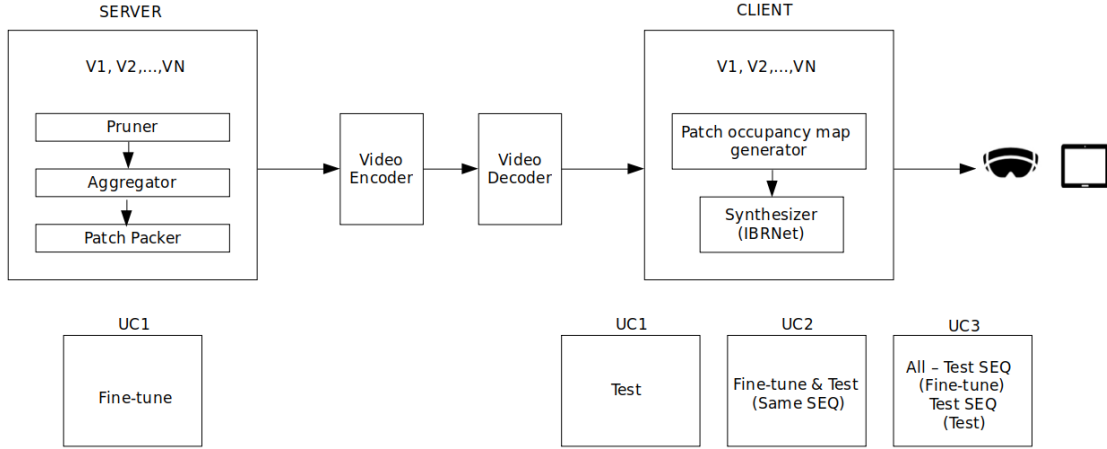 SERVER
CLIENT
V1, V2,...,VN
Pruner
Aggregator
Patch Packer
Video
Encoder
Video
Decoder
V1, V2,...,VN
Patch occupancy map
generator
Synthesizer
(IBRNet)
UC1
Fine-tune
UC1
Test
UC2
Fine-tune & Test
(Same SEQ)
UC3
All – Test SEQ
(Fine-tune)
Test SEQ
(Test)